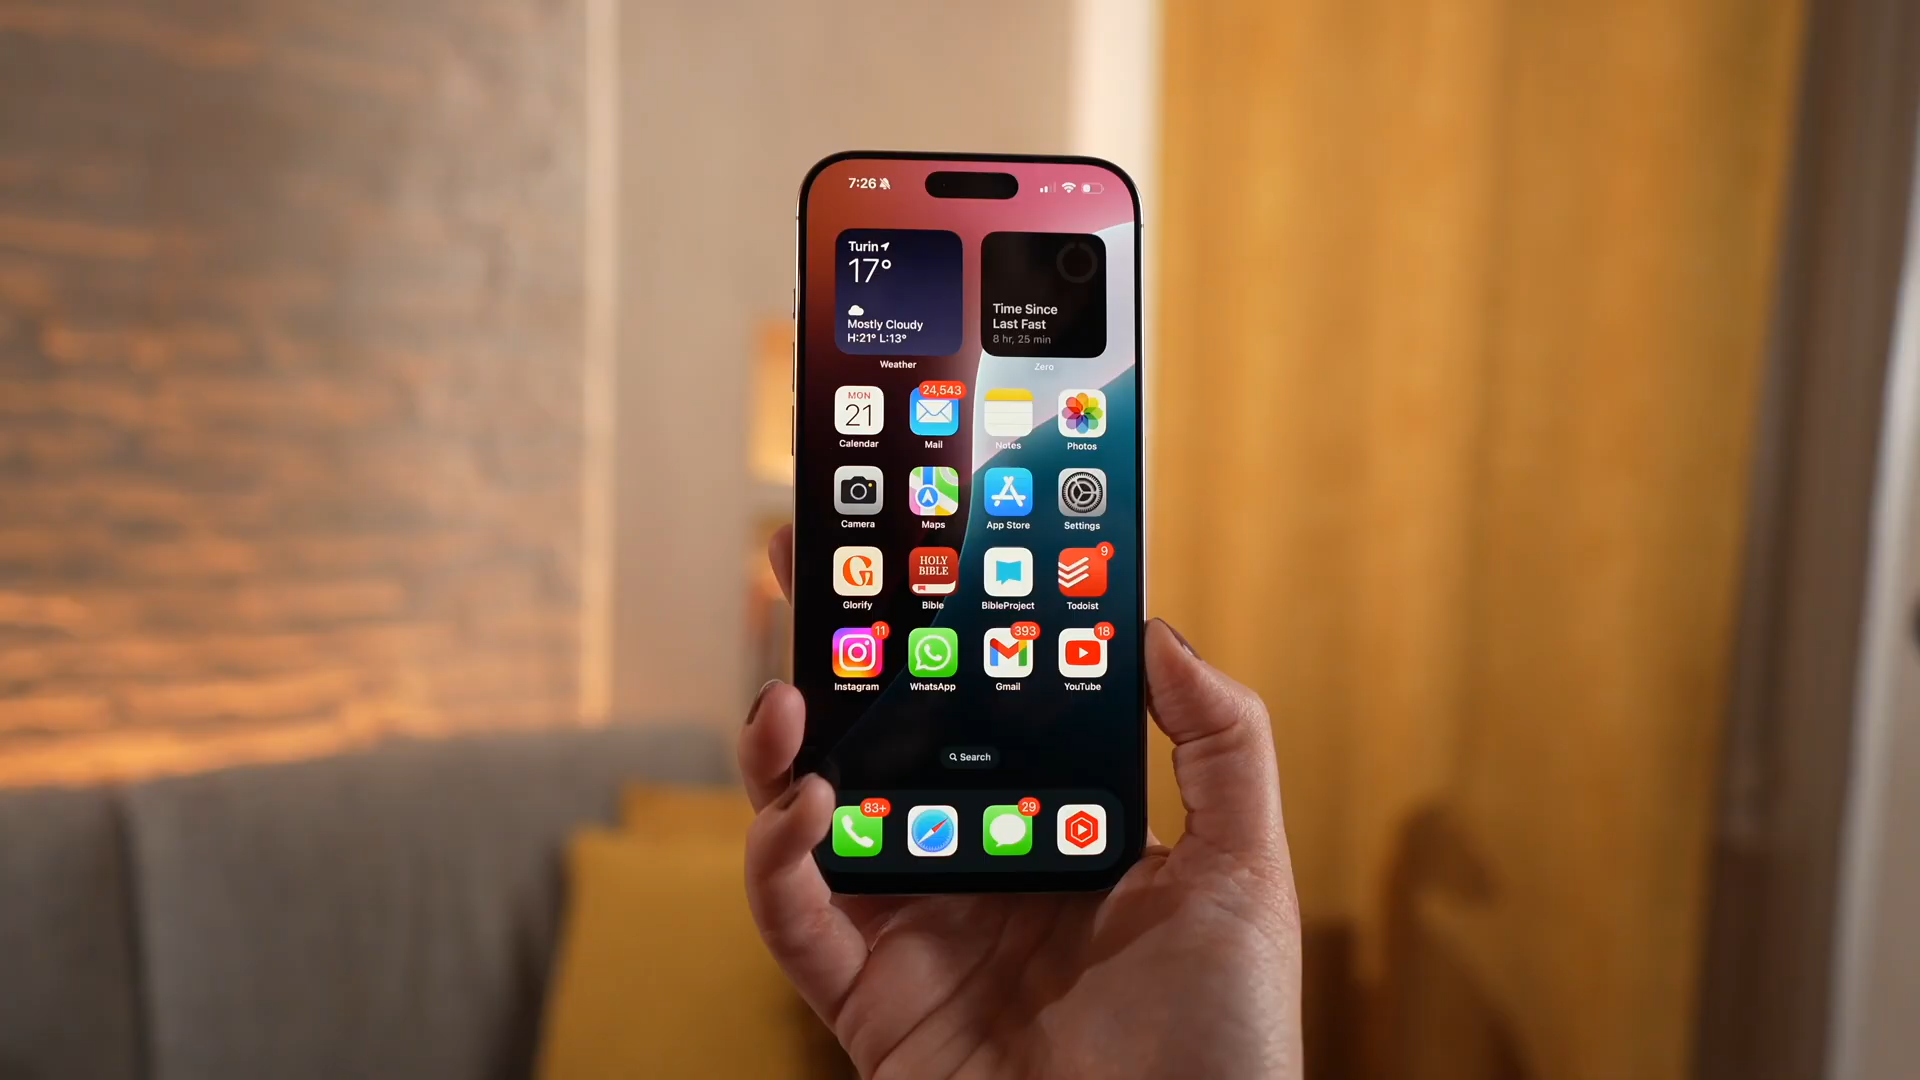 7:26
Turin
17°
Mostly Cloudy
H:21° L:13°
Weather
Time Since
Last Fast
8 hr, 25 min
Zero
MON
21
Calendar
24,543
Mail
Notes
Photos
Camera
Maps
App Store
Settings
G
Glorify
HOLY
BIBLE
Bible
BibleProject
9
Todoist
11
Instagram
WhatsApp
393
Gmail
18
YouTube
Search
83+
29